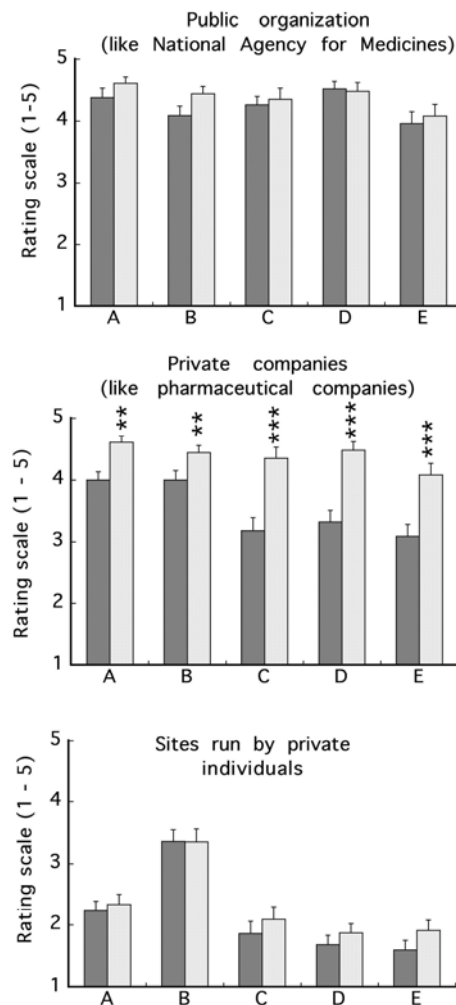 Public organization
(like National Agency for Medicines)
Rating scale (1-5)
5
4
2
1
A B C D E
Private companies
(like pharmaceutical companies)
Rating scale (1 - 5)
5
4
3
2
1
** ** *** *** ***
A B C D E
Sites run by private
individuals
Rating scale (1 - 5)
5
4
3
2
1
A B C D E